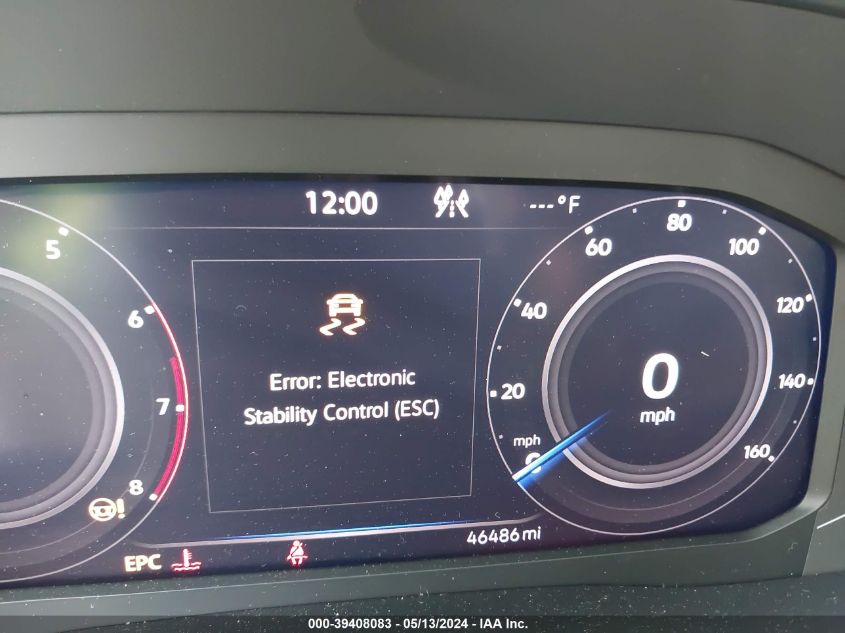 12:00
---°F
5
6
7
8
Error: Electronic
Stability Control (ESC)
20
40
60
80
100
120
140
160
mph
0
mph
EPC
46486 mi
000-39408083 - 05/13/2024 - IAA Inc.